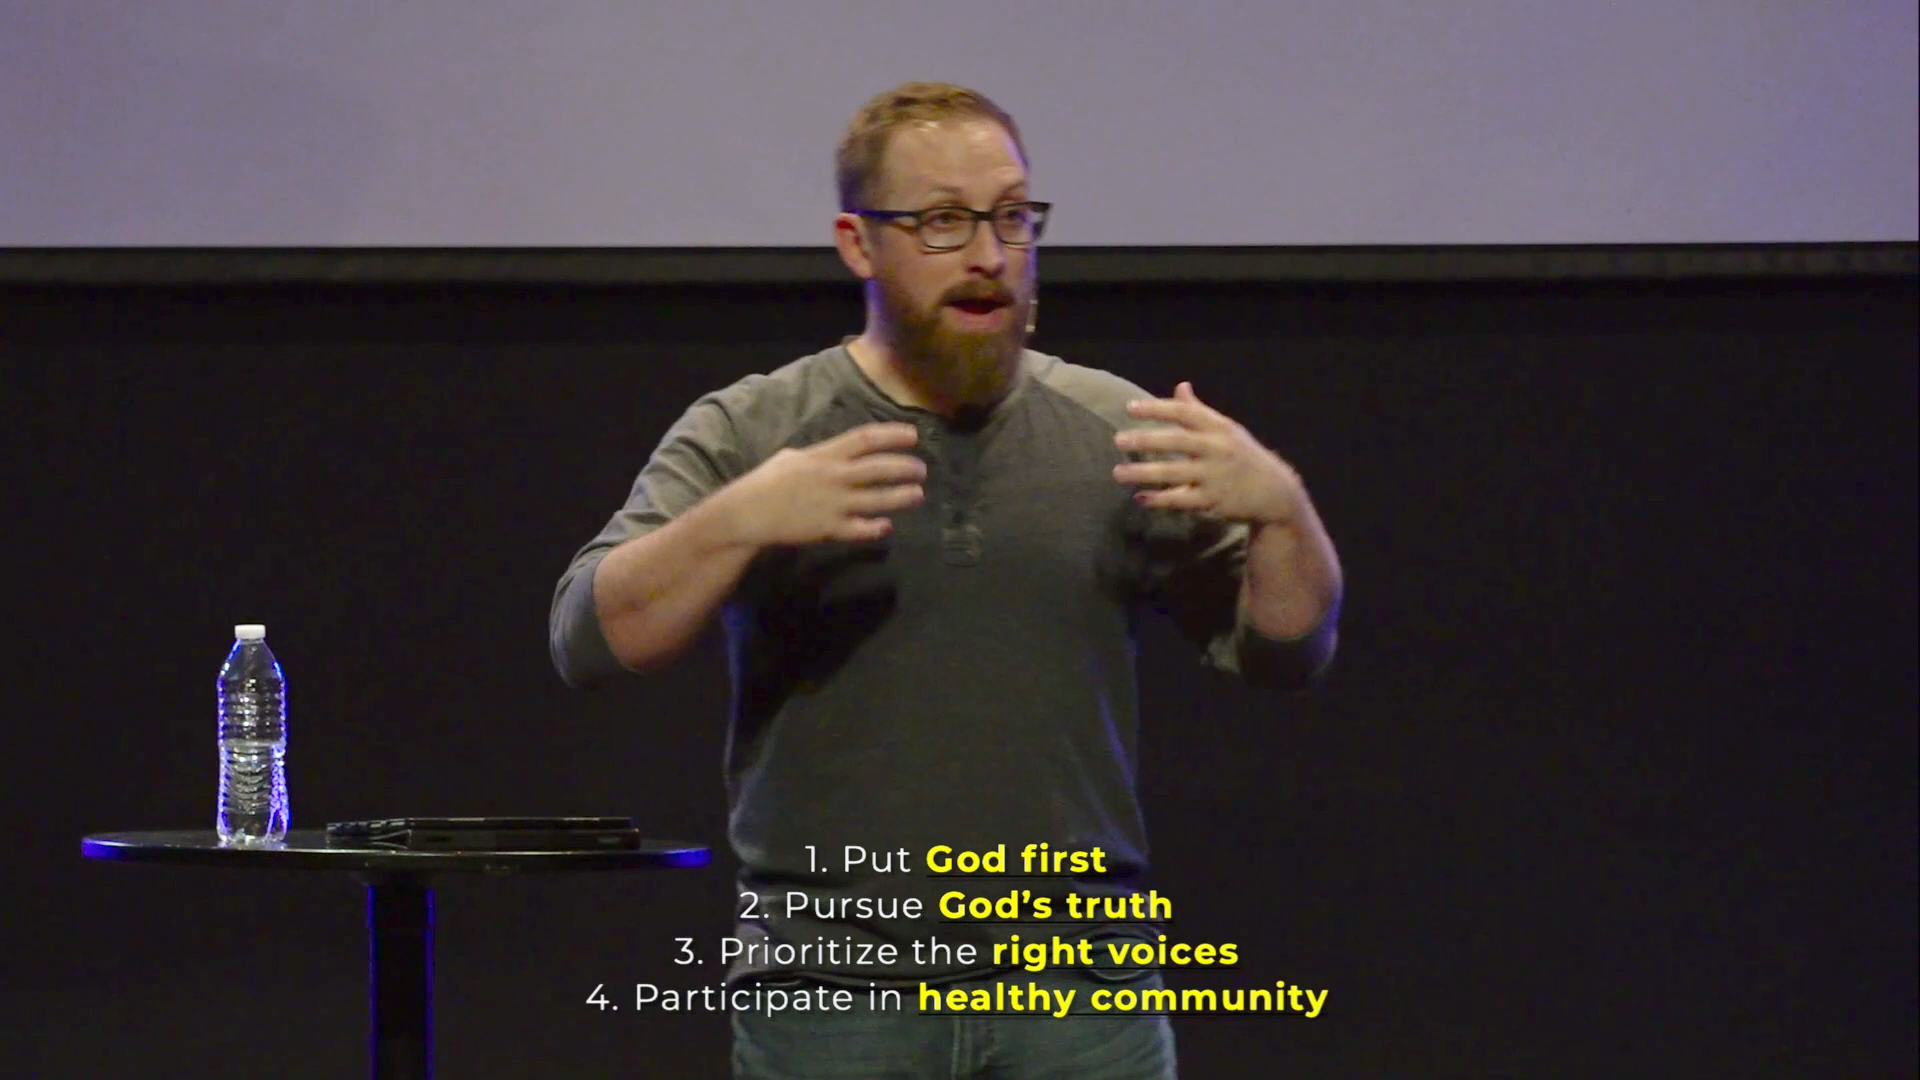 1. Put God first
2. Pursue God's truth
3. Prioritize the right voices
4. Participate in healthy community